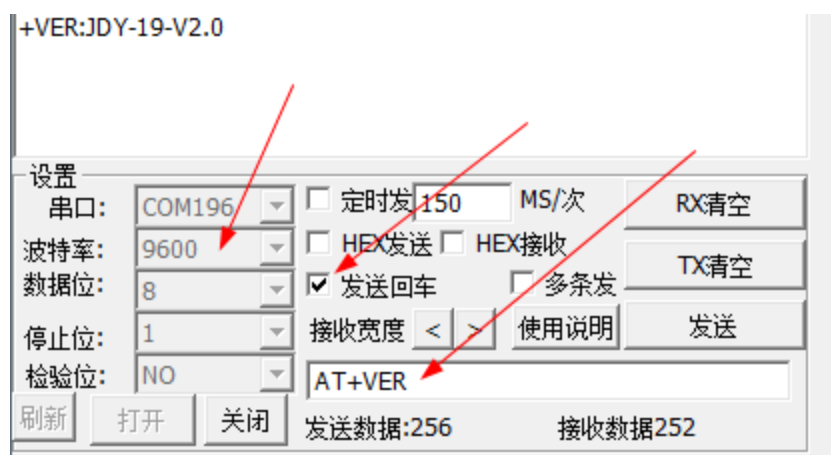 +VER:JDY-19-V2.0
设置
串口: COM196 定时发 150 MS/次 RX清空
波特率: 9600 HEX发送 HEX接收
数据位: 8 发送回车 多条发 TX清空
停止位: 1 接收宽度 < > 使用说明 发送
检验位: NO AT+VER
刷新 打开 关闭 发送数据:256 接收数据252